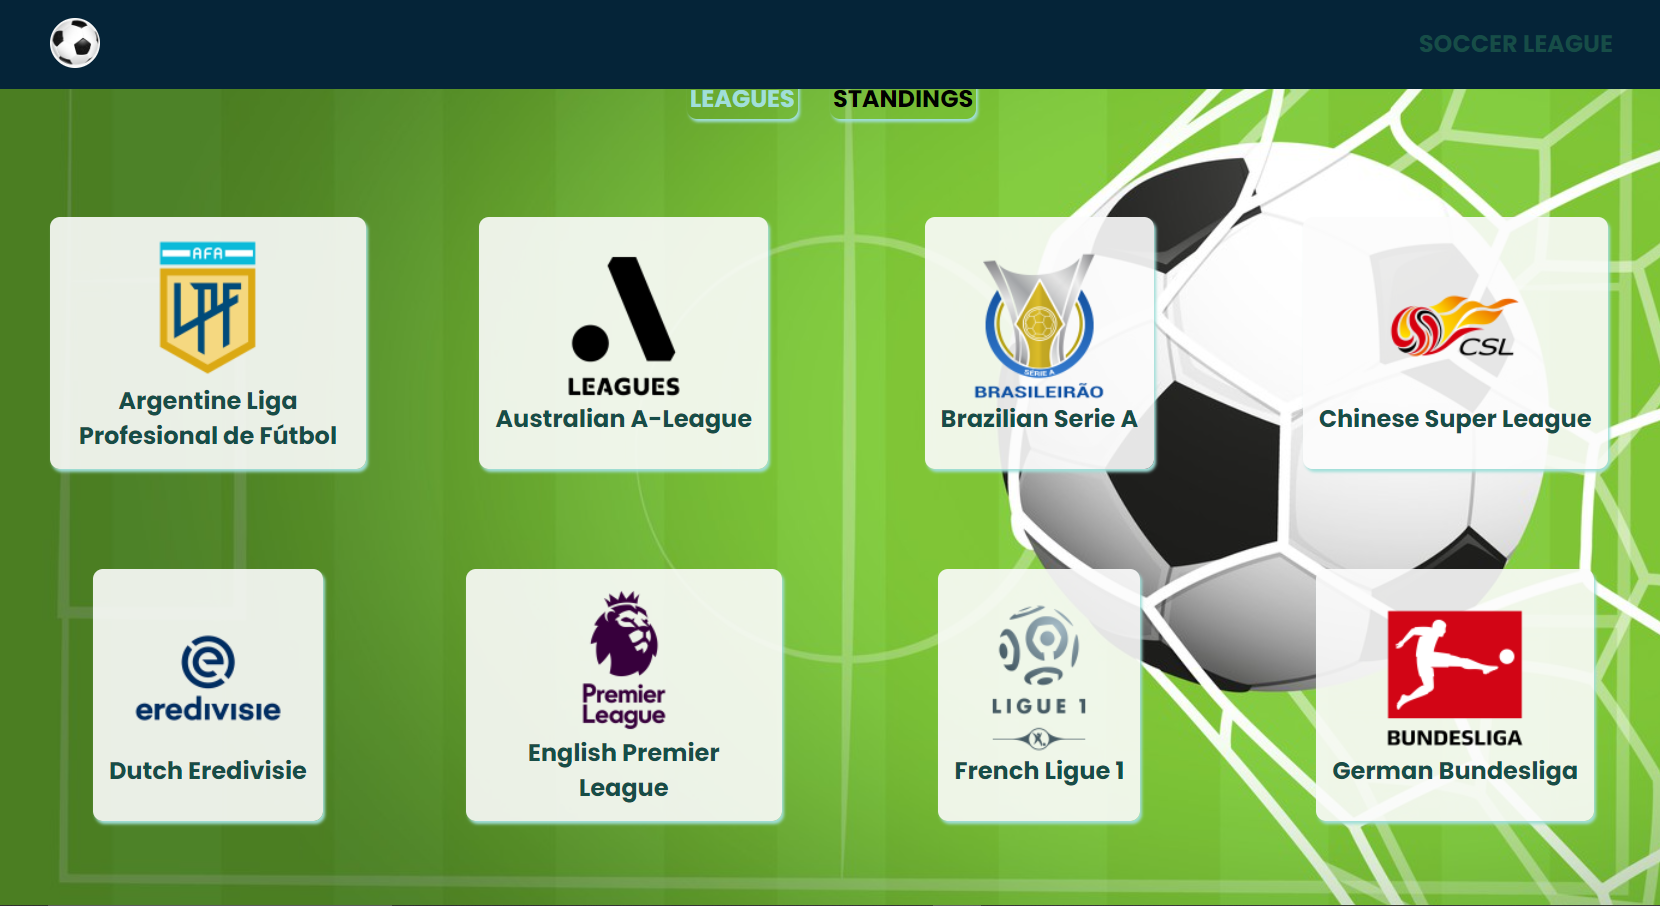 SOCCER LEAGUE
LEAGUES
STANDINGS
AFA
LPF
Argentine Liga
Profesional de Fútbol
LEAGUES
Australian A-League
SÉRIE A
BRASILEIRÃO
Brazilian Serie A
CSL
Chinese Super League
eredivisie
Dutch Eredivisie
Premier
League
English Premier
League
LIGUE 1
French Ligue 1
BUNDESLIGA
German Bundesliga